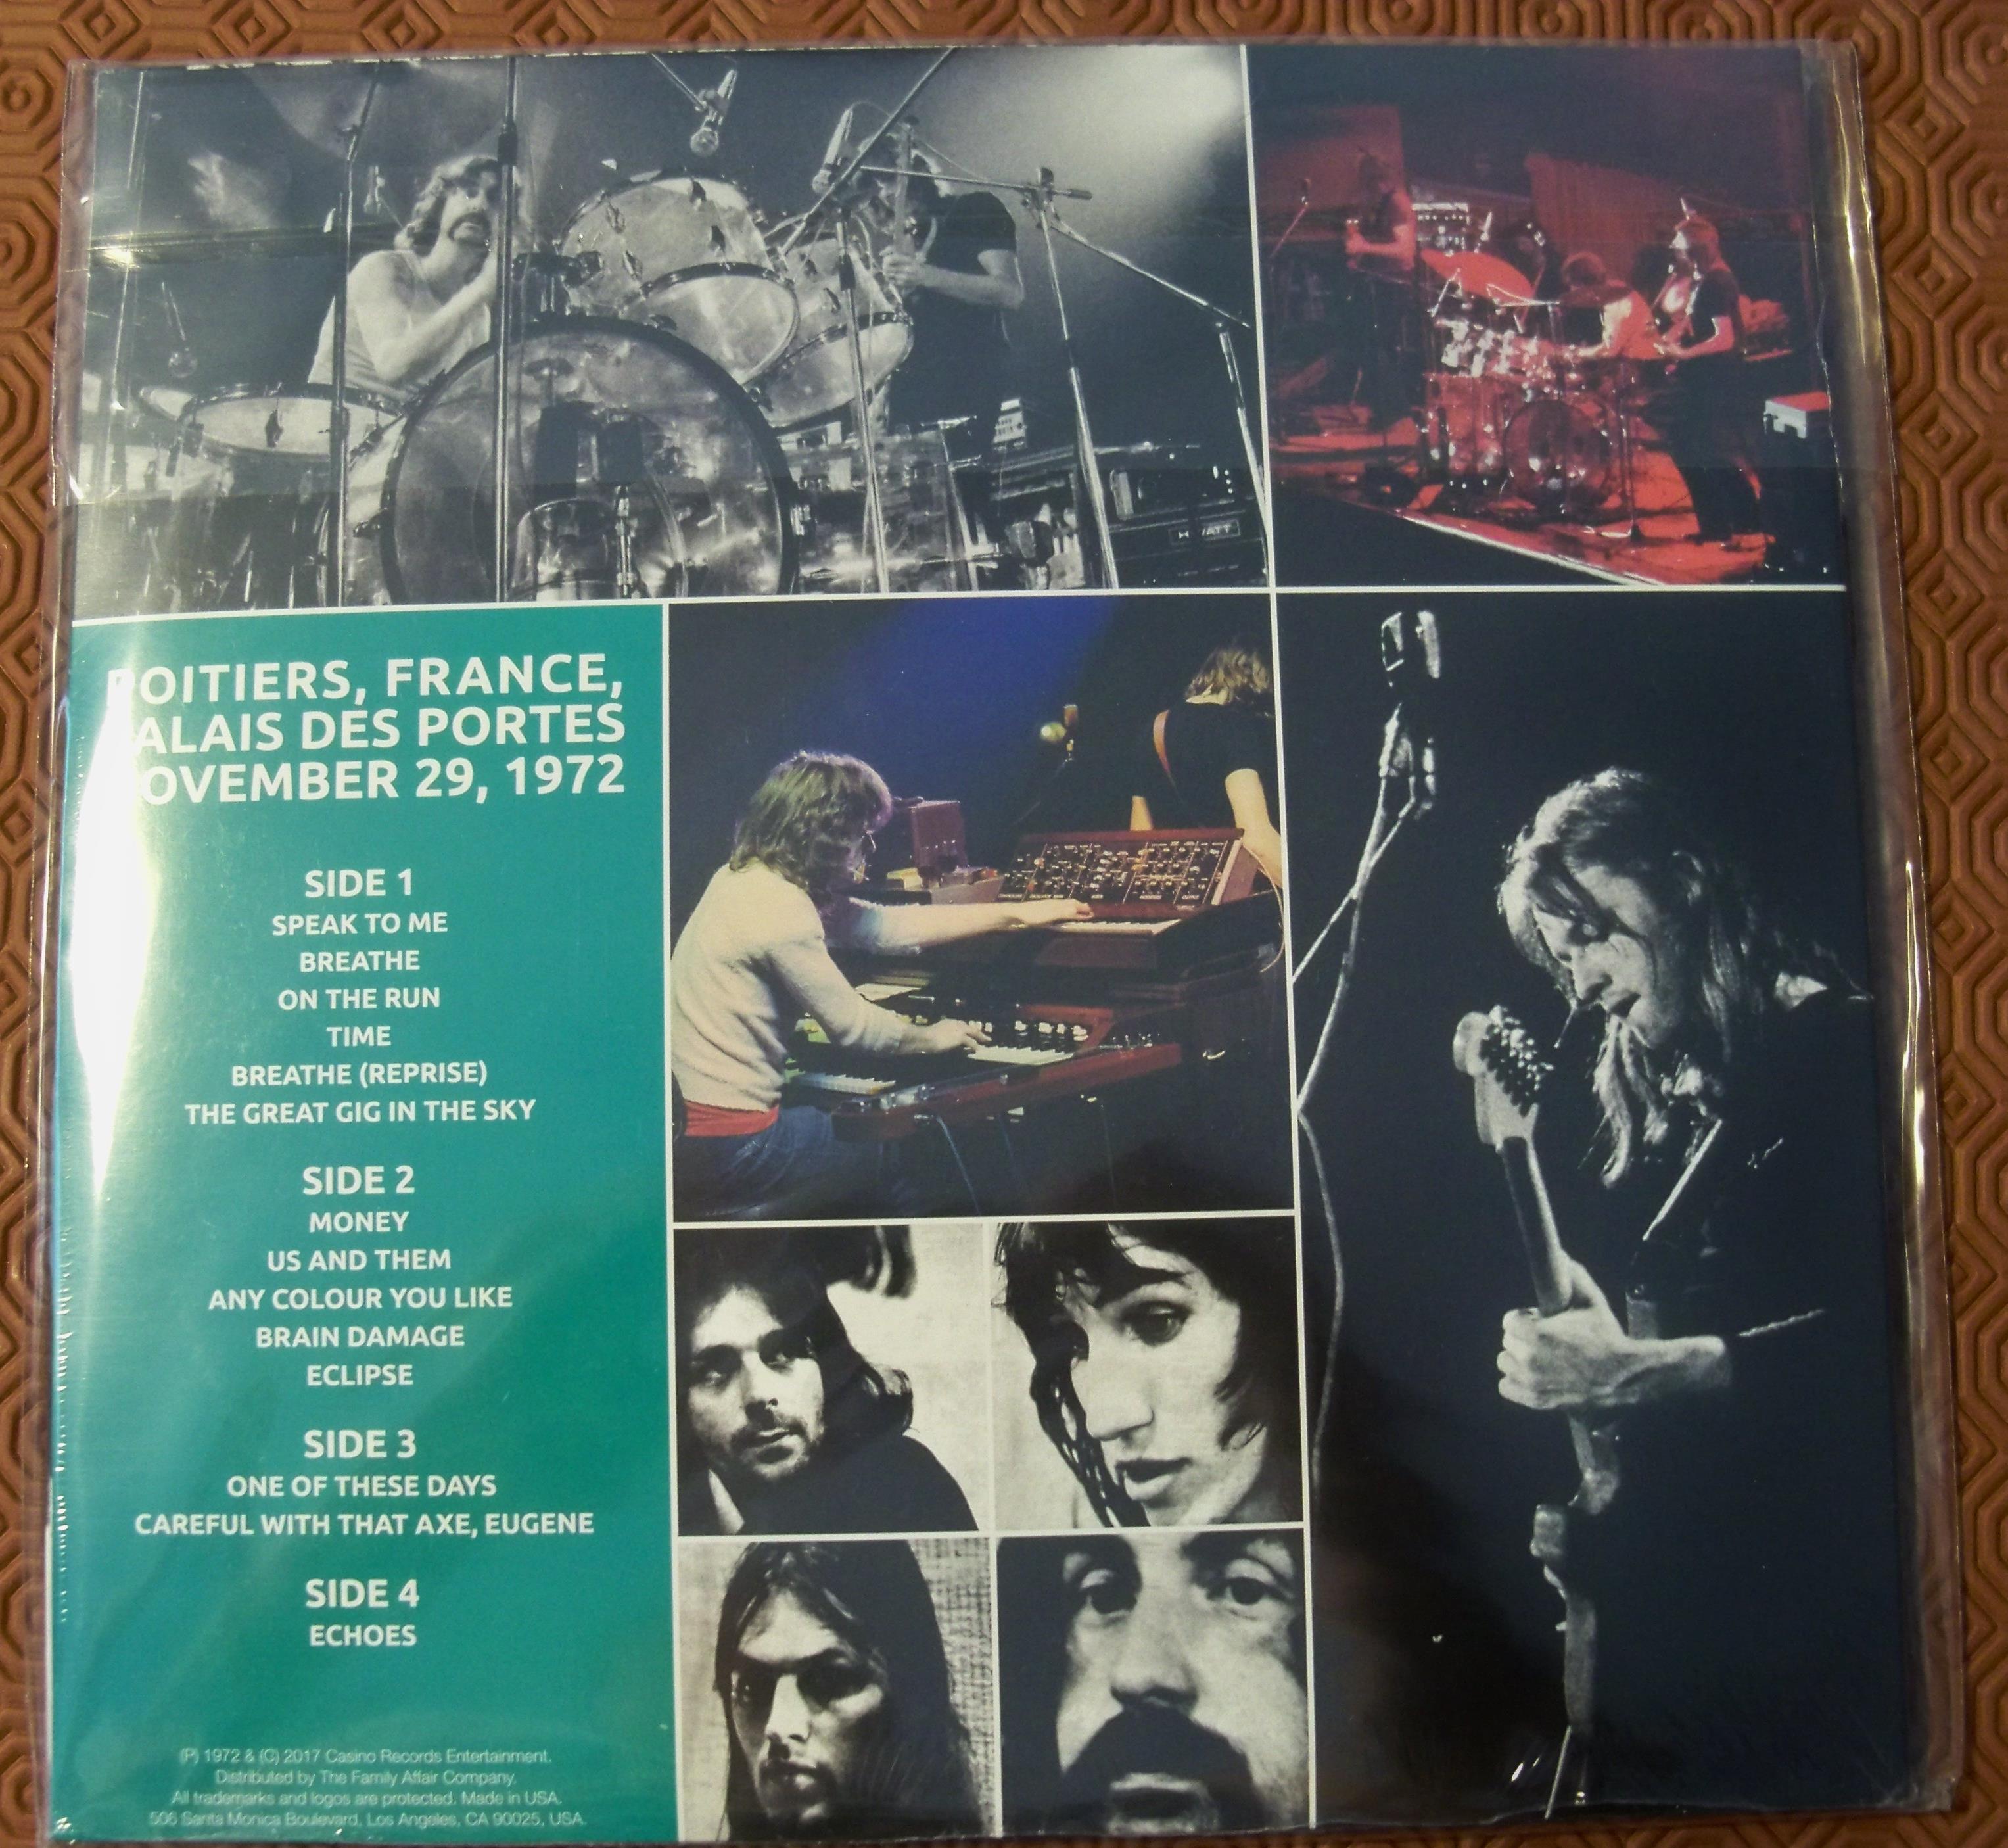 POITIERS, FRANCE,
PALAIS DES PORTES
NOVEMBER 29, 1972
SIDE 1
SPEAK TO ME
BREATHE
ON THE RUN
TIME
BREATHE (REPRISE)
THE GREAT GIG IN THE SKY
SIDE 2
MONEY
US AND THEM
ANY COLOUR YOU LIKE
BRAIN DAMAGE
ECLIPSE
SIDE 3
ONE OF THESE DAYS
CAREFUL WITH THAT AXE, EUGENE
SIDE 4
ECHOES
(P) 1972 & (C) 2017 Casino Records Entertainment.
Distributed by The Family Affair Company.
All trademarks and logos are protected. Made in USA.
506 Santa Monica Boulevard, Los Angeles, CA 90025, USA.